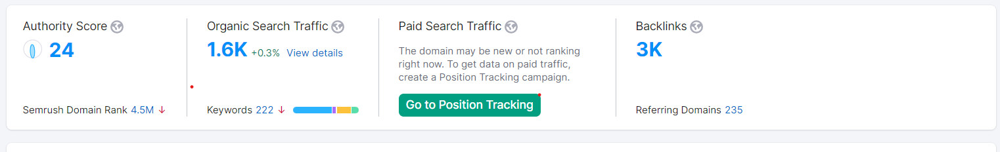 Authority Score
24
Semrush Domain Rank 4.5M ↓
Organic Search Traffic
1.6K +0.3% View details
Keywords 222 ↓
Paid Search Traffic
The domain may be new or not ranking
right now. To get data on paid traffic,
create a Position Tracking campaign.
Go to Position Tracking
Backlinks
3K
Referring Domains 235